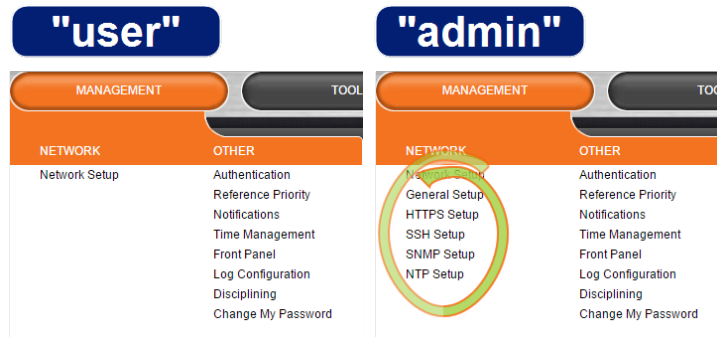 "user"
MANAGEMENT
TOOL
NETWORK
OTHER
Network Setup
Authentication
Reference Priority
Notifications
Time Management
Front Panel
Log Configuration
Disciplining
Change My Password
"admin"
MANAGEMENT
TOO
NETWORK
OTHER
Network Setup
General Setup
HTTPS Setup
SSH Setup
SNMP Setup
NTP Setup
Authentication
Reference Priority
Notifications
Time Management
Front Panel
Log Configuration
Disciplining
Change My Password